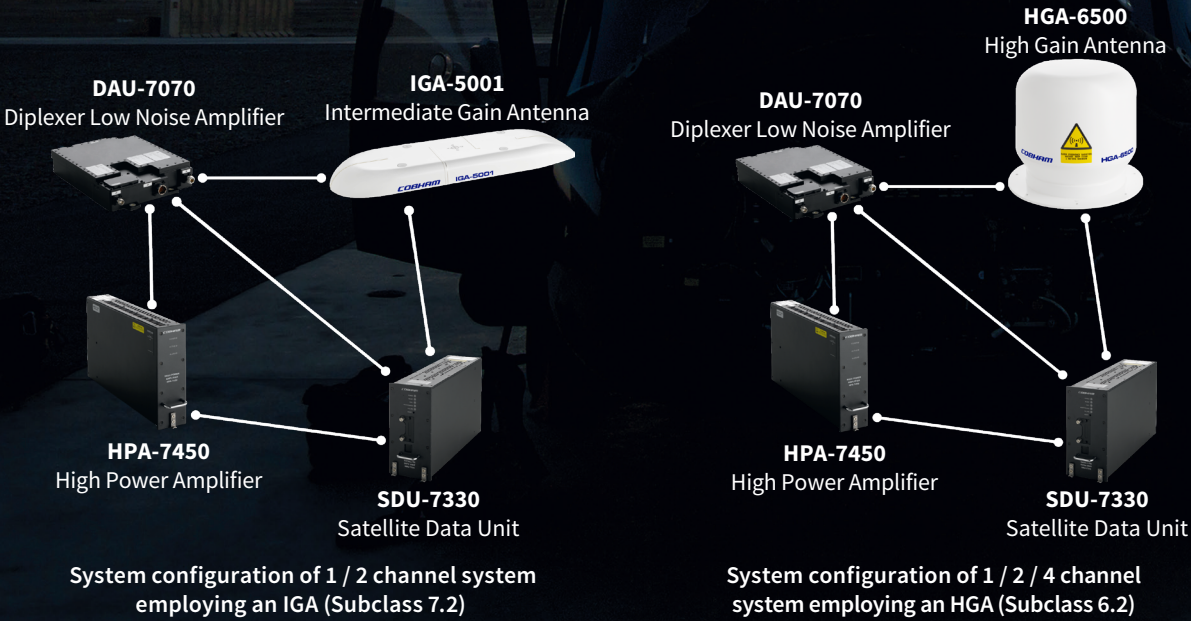 DAU-7070
Diplexer Low Noise Amplifier
IGA-5001
Intermediate Gain Antenna
COBHAM IGA-5001
HPA-7450
High Power Amplifier
SDU-7330
Satellite Data Unit
System configuration of 1 / 2 channel system
employing an IGA (Subclass 7.2)
HGA-6500
High Gain Antenna
DAU-7070
Diplexer Low Noise Amplifier
COBHAM HGA-6500
HPA-7450
High Power Amplifier
SDU-7330
Satellite Data Unit
System configuration of 1 / 2 / 4 channel
system employing an HGA (Subclass 6.2)